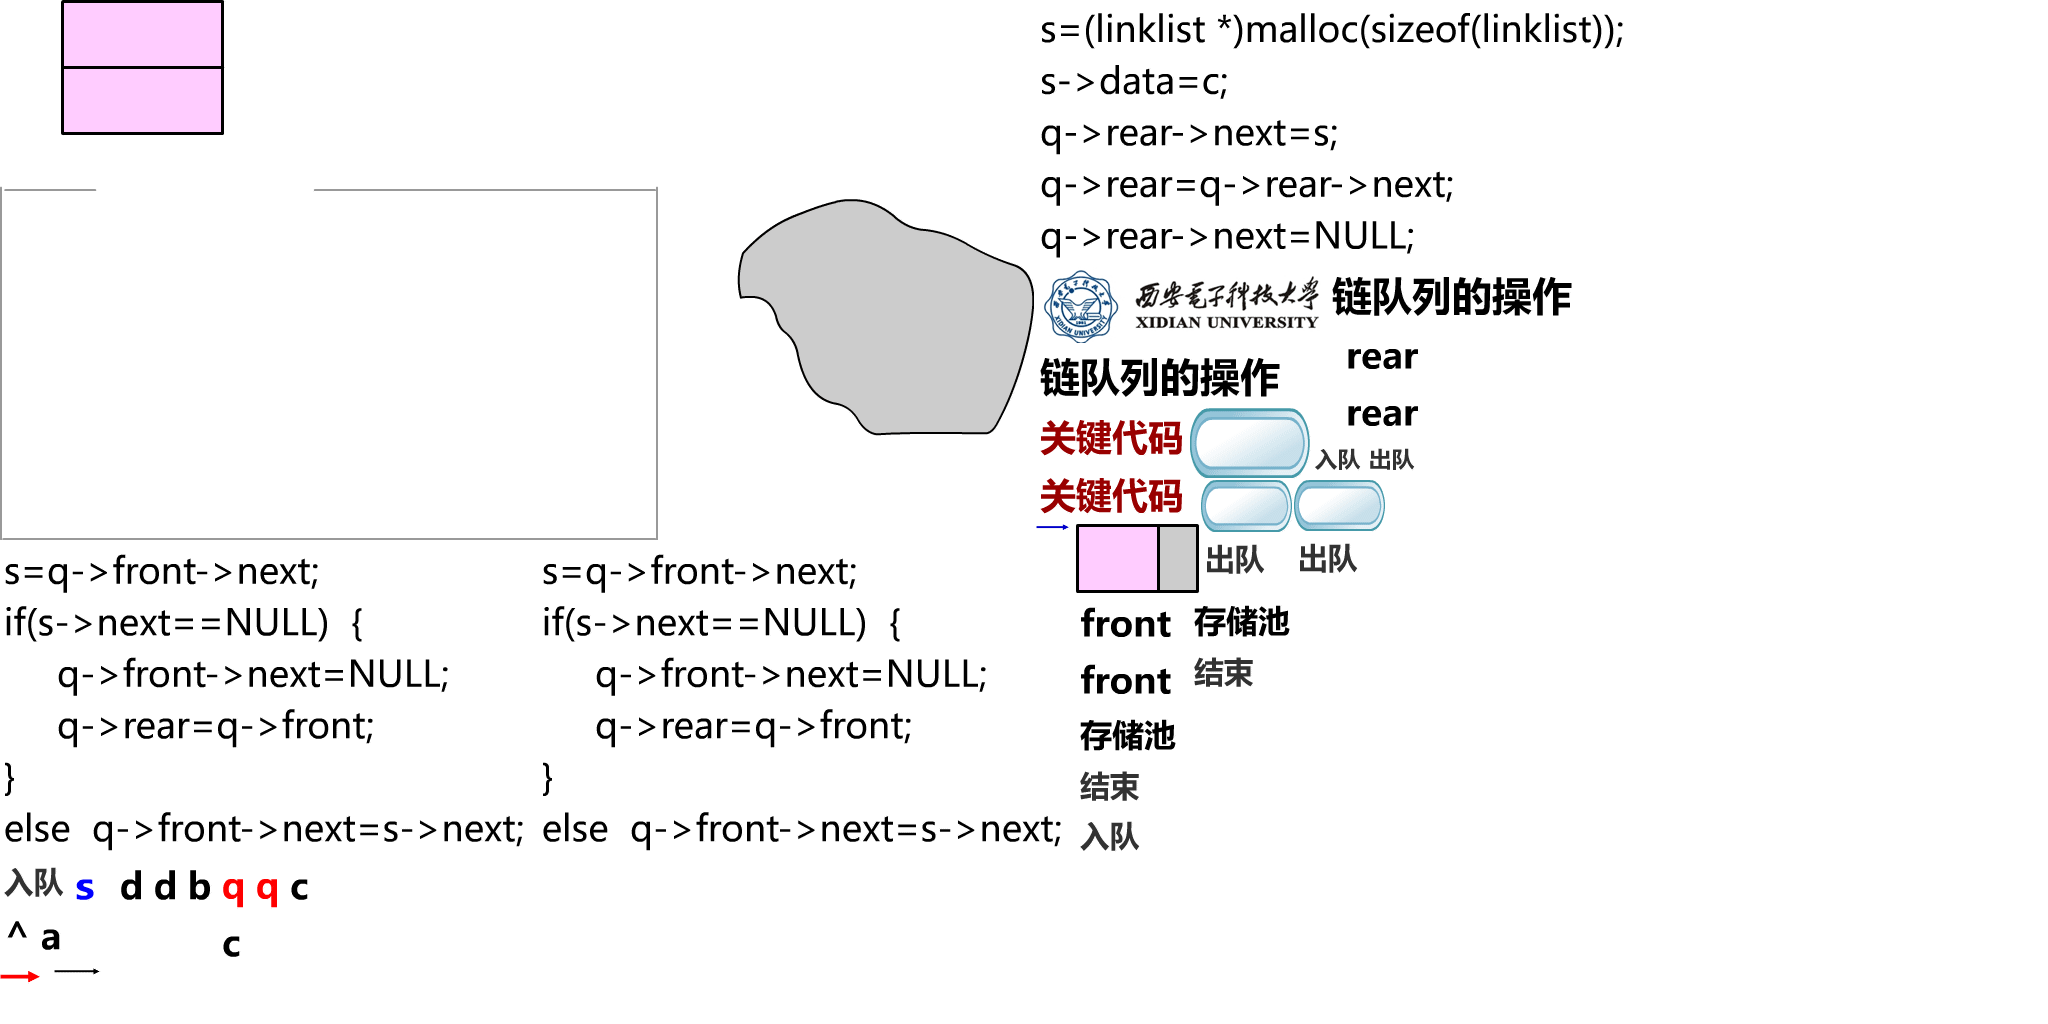 s=(linklist *)malloc(sizeof(linklist));
s->data=c;
q->rear->next=s;
q->rear=q->rear->next;
q->rear->next=NULL;
西安电子科技大学
XIDIAN UNIVERSITY
链队列的操作
rear
链队列的操作
rear
关键代码
入队 出队
关键代码
出队 出队
s=q->front->next;
if(s->next==NULL) {
q->front->next=NULL;
q->rear=q->front;
}
else q->front->next=s->next;
s=q->front->next;
if(s->next==NULL) {
q->front->next=NULL;
q->rear=q->front;
}
else q->front->next=s->next;
front 存储池
front 结束
存储池
结束
入队
入队 s d d b q q c
^ a c